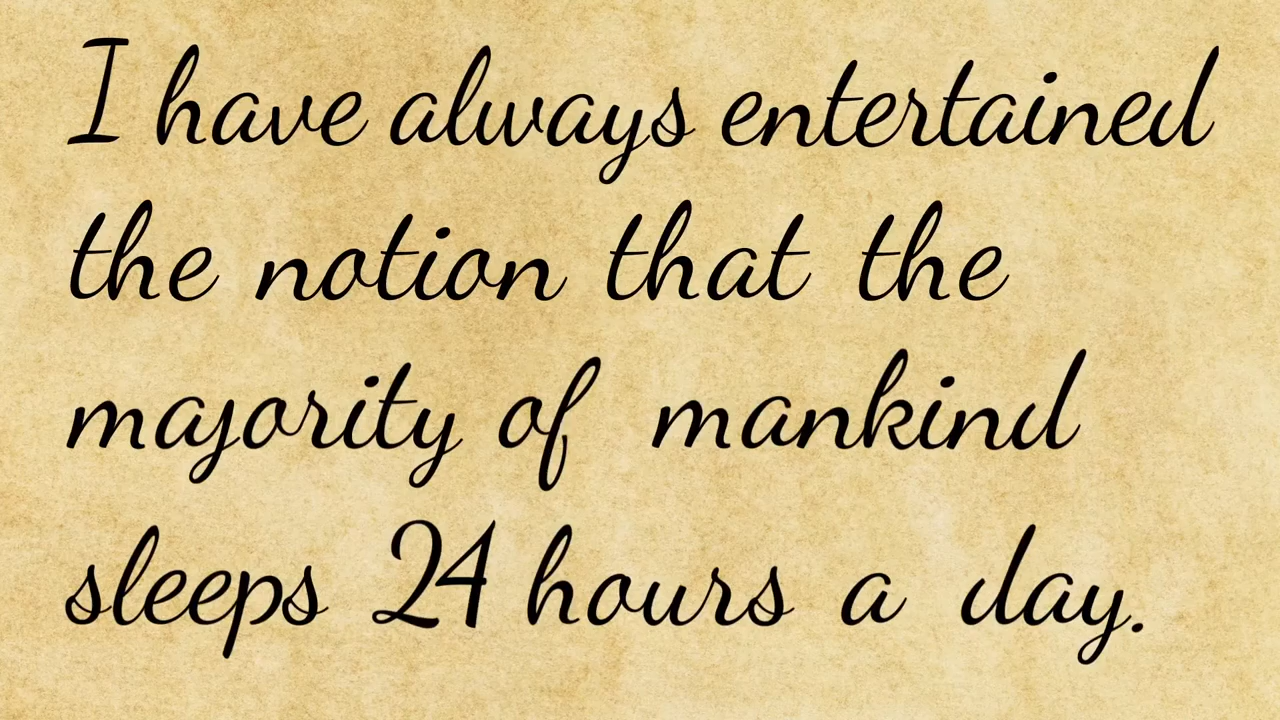 I have always entertained
the notion that the
majority of mankind
sleeps 24 hours a day.